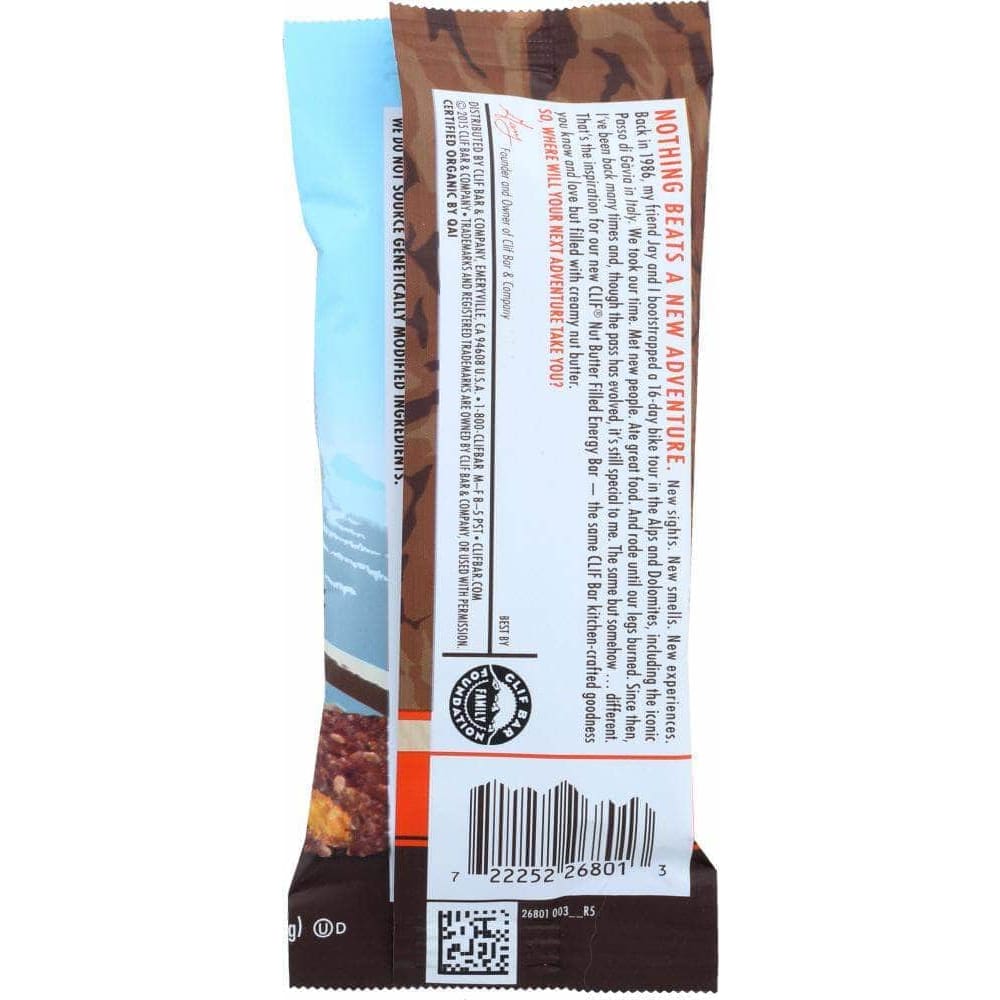 NOTHING BEATS A NEW ADVENTURE. New sights. New smells. New experiences.
Back in 1986, my friend Jay and I bootstrapped a 16-day bike tour in the Alps and Dolomites, including the iconic
Passo di Gavia in Italy. We took our time. Met new people. Ate great food. And rode until our legs burned. Since then,
I've been back many times and, though the pass has evolved, it's still special to me. The same but somehow ... different.
That's the inspiration for our new CLIF® Nut Butter Filled Energy Bar — the same CLIF Bar kitchen-crafted goodness
you know and love but filled with creamy nut butter.
SO, WHERE WILL YOUR NEXT ADVENTURE TAKE YOU?
Gary Founder and Owner of Clif Bar & Company
BEST BY
DISTRIBUTED BY CLIF BAR & COMPANY, EMERYVILLE, CA 94608 U.S.A. • 1-800-CLIFBAR M–F 8–5 PST • CLIFBAR.COM
© 2015 CLIF BAR & COMPANY • TRADEMARKS AND REGISTERED TRADEMARKS ARE OWNED BY CLIF BAR & COMPANY, OR USED WITH PERMISSION.
CERTIFIED ORGANIC BY QAI
WE DO NOT SOURCE GENETICALLY MODIFIED INGREDIENTS.
CLIF BAR
FAMILY
FOUNDATION
7 22252 26801 3
26801 003__R5
g) U D